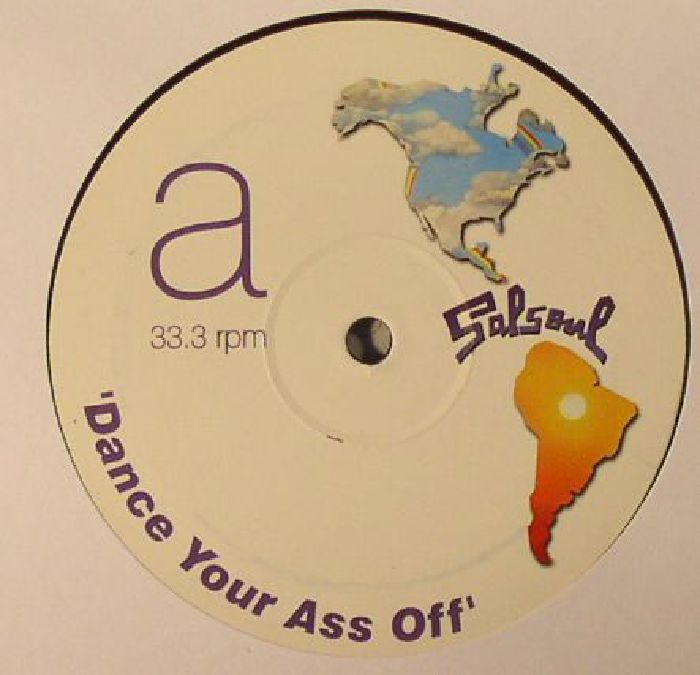 a
33.3 rpm
Salsoul
'Dance Your Ass Off'